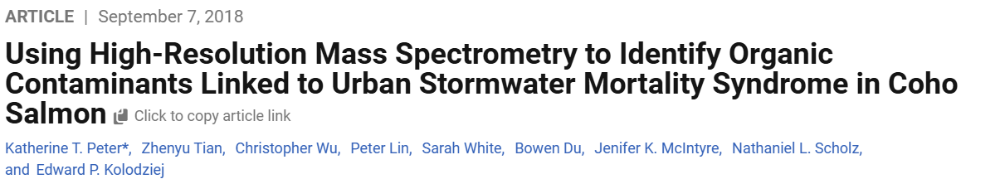 ARTICLE | September 7, 2018
Using High-Resolution Mass Spectrometry to Identify Organic
Contaminants Linked to Urban Stormwater Mortality Syndrome in Coho
Salmon Click to copy article link
Katherine T. Peter*, Zhenyu Tian, Christopher Wu, Peter Lin, Sarah White, Bowen Du, Jenifer K. McIntyre, Nathaniel L. Scholz,
and Edward P. Kolodziej